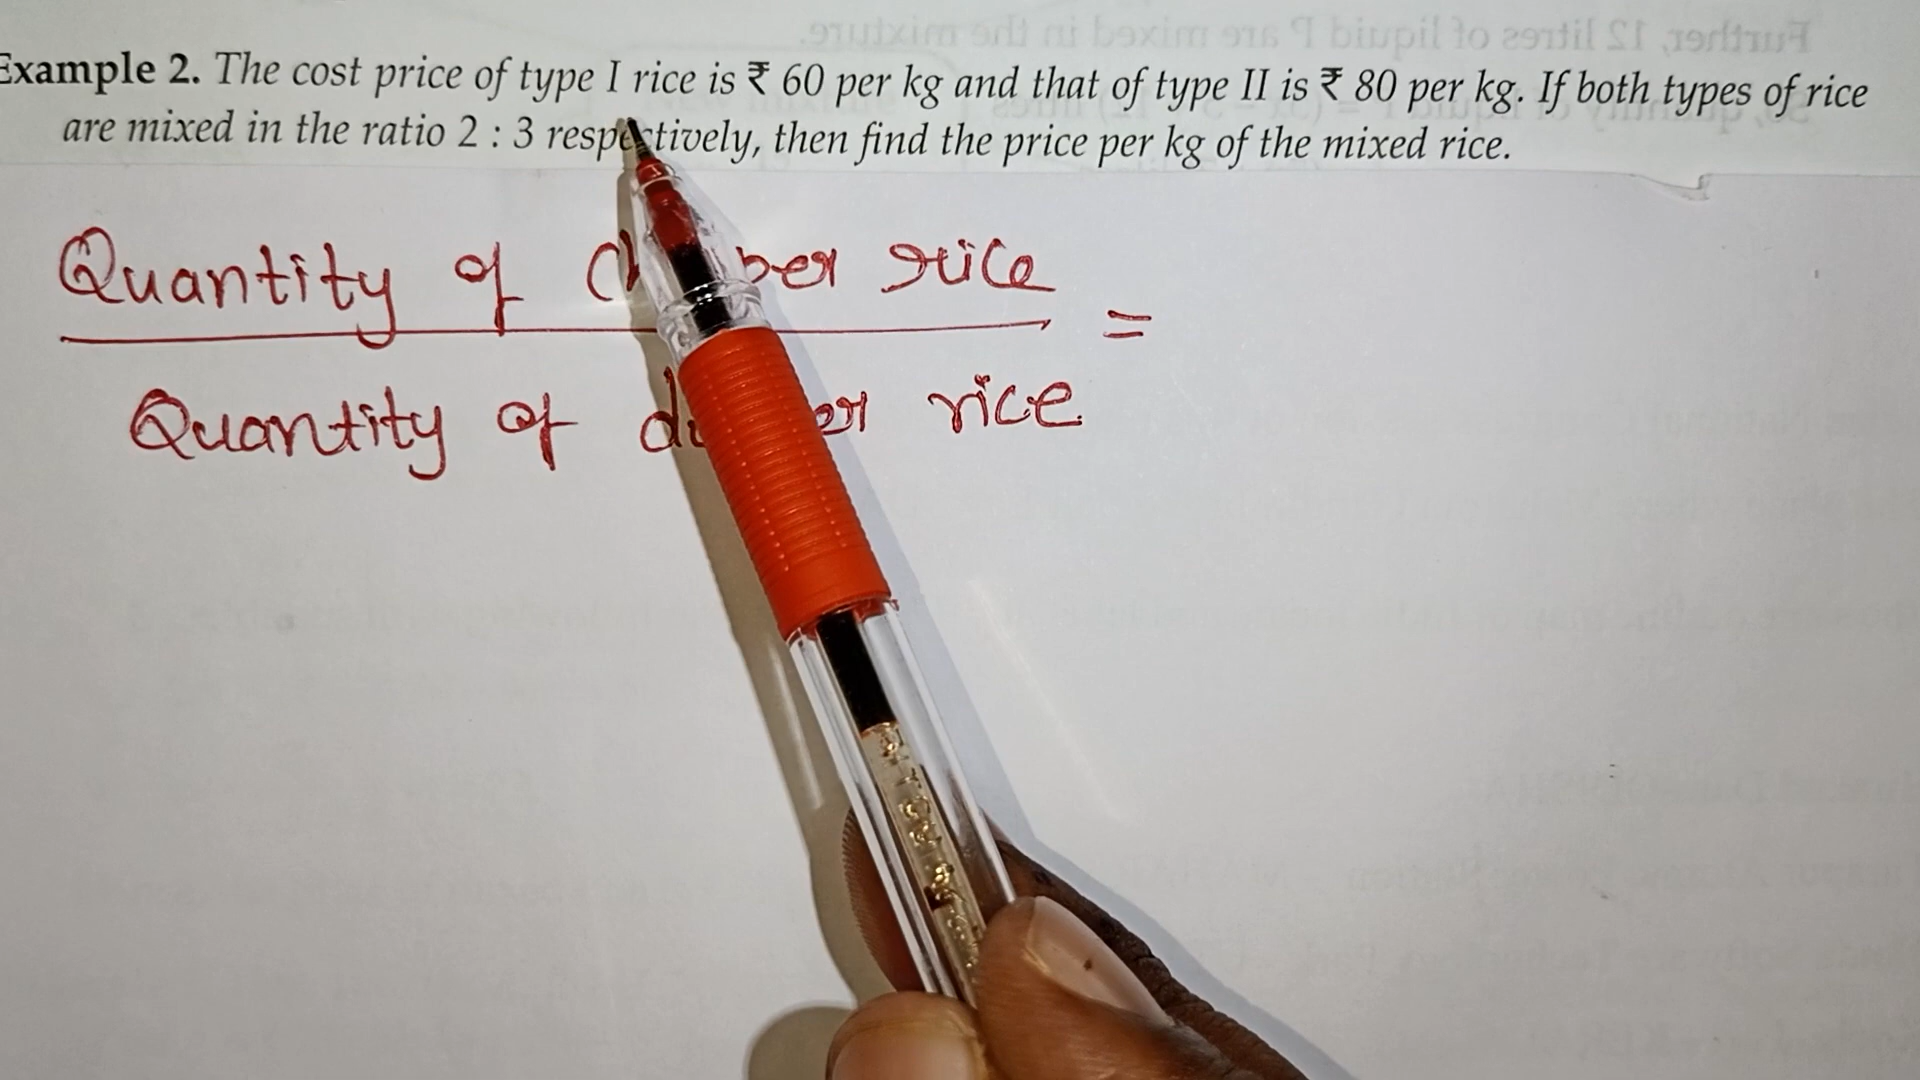 Example 2. The cost price of type I rice is ₹ 60 per kg and that of type II is ₹ 80 per kg. If both types of rice
are mixed in the ratio 2 : 3 respectively, then find the price per kg of the mixed rice.
Quantity of rice
=
Quantity of rice